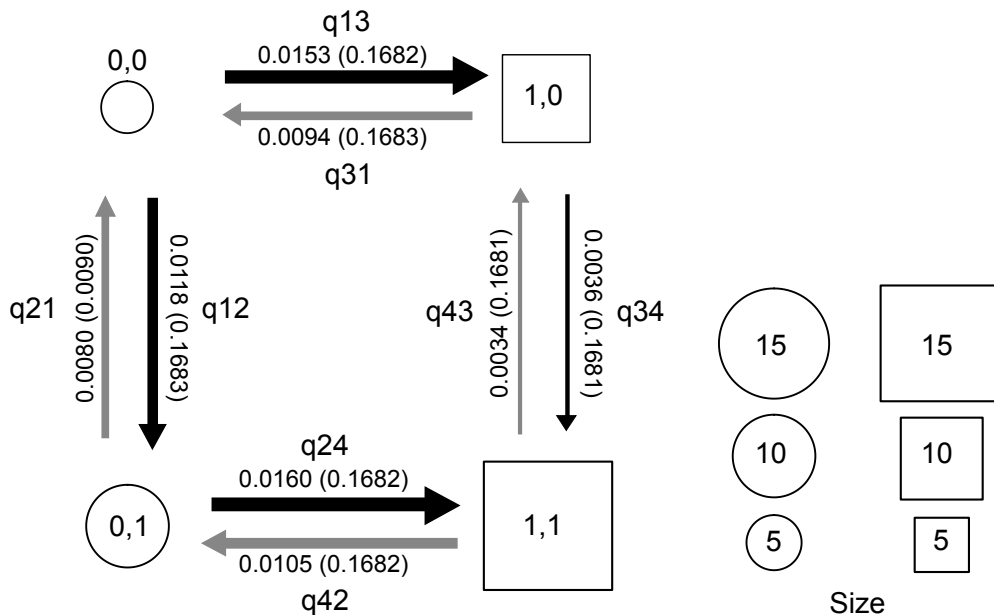 q13
0.0153 (0.1682)
0,0
1,0
0.0094 (0.1683)
q31
q21
0.0080 (0.0090)
0.0118 (0.1683)
q12
q43
0.0034 (0.1681)
0.0036 (0.1681)
q34
q24
0.0160 (0.1682)
0,1
1,1
0.0105 (0.1682)
q42
15
15
10
10
5
5
Size